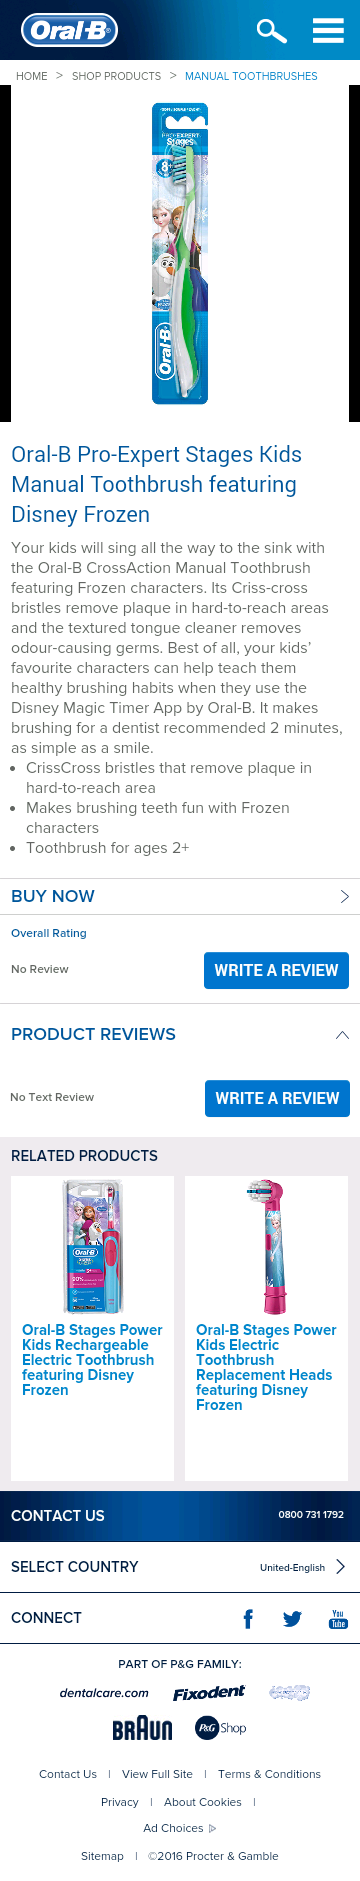 Oral-B
HOME > SHOP PRODUCTS > MANUAL TOOTHBRUSHES
PRO-EXPERT
Stages
8+
Oral-B
Oral-B Pro-Expert Stages Kids
Manual Toothbrush featuring
Disney Frozen
Your kids will sing all the way to the sink with
the Oral-B CrossAction Manual Toothbrush
featuring Frozen characters. Its Criss-cross
bristles remove plaque in hard-to-reach areas
and the textured tongue cleaner removes
odour-causing germs. Best of all, your kids’
favourite characters can help teach them
healthy brushing habits when they use the
Disney Magic Timer App by Oral-B. It makes
brushing for a dentist recommended 2 minutes,
as simple as a smile.
• CrissCross bristles that remove plaque in
hard-to-reach area
• Makes brushing teeth fun with Frozen
characters
• Toothbrush for ages 2+
BUY NOW
Overall Rating
No Review
WRITE A REVIEW
PRODUCT REVIEWS
No Text Review
WRITE A REVIEW
RELATED PRODUCTS
Oral-B
Oral-B Stages Power
Kids Rechargeable
Electric Toothbrush
featuring Disney
Frozen
Oral-B Stages Power
Kids Electric
Toothbrush
Replacement Heads
featuring Disney
Frozen
CONTACT US
0800 731 1792
SELECT COUNTRY
United-English
CONNECT
You
Tube
PART OF P&G FAMILY:
dentalcare.com
Fixodent
BRAUN
P&G Shop
Contact Us | View Full Site | Terms & Conditions
Privacy | About Cookies |
Ad Choices
Sitemap | ©2016 Procter & Gamble